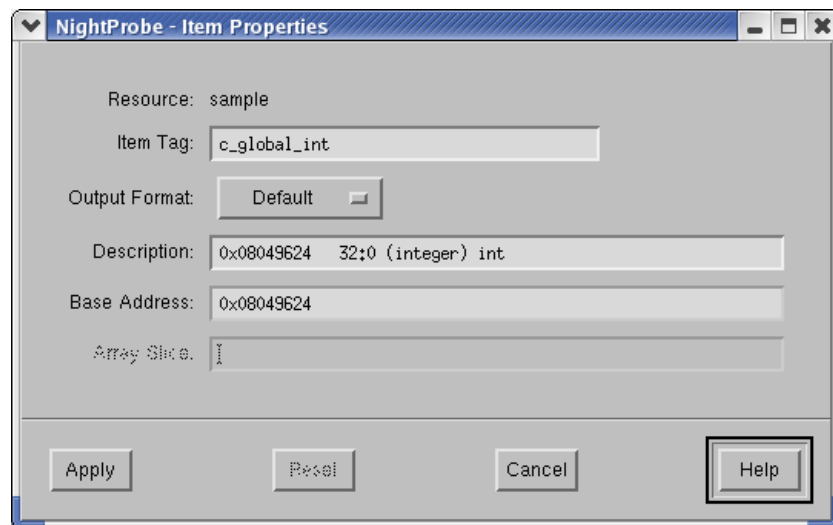 NightProbe - Item Properties
Resource: sample
Item Tag: c_global_int
Output Format: Default
Description: 0x08049624 32:0 (integer) int
Base Address: 0x08049624
Array Slice:
Apply Reset Cancel Help